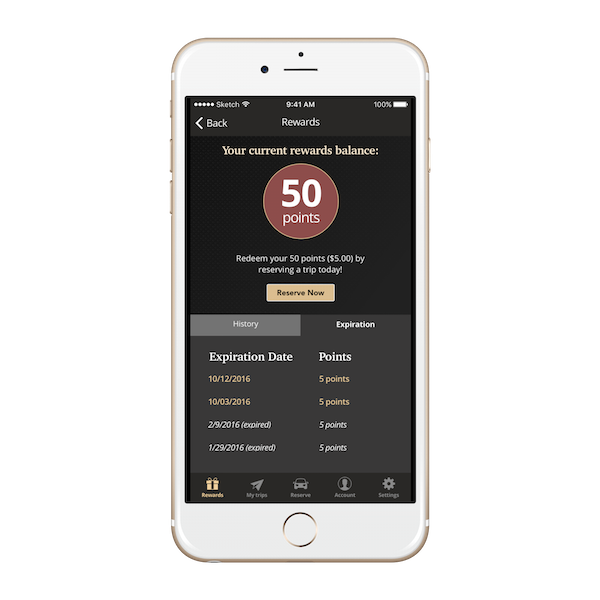 Sketch 9:41 AM 100%
Back Rewards
Your current rewards balance:
50
points
Redeem your 50 points ($5.00) by
reserving a trip today!
Reserve Now
History Expiration
Expiration Date Points
10/12/2016 5 points
10/03/2016 5 points
2/9/2016 (expired) 5 points
1/29/2016 (expired) 5 points
Rewards My trips Reserve Account Settings